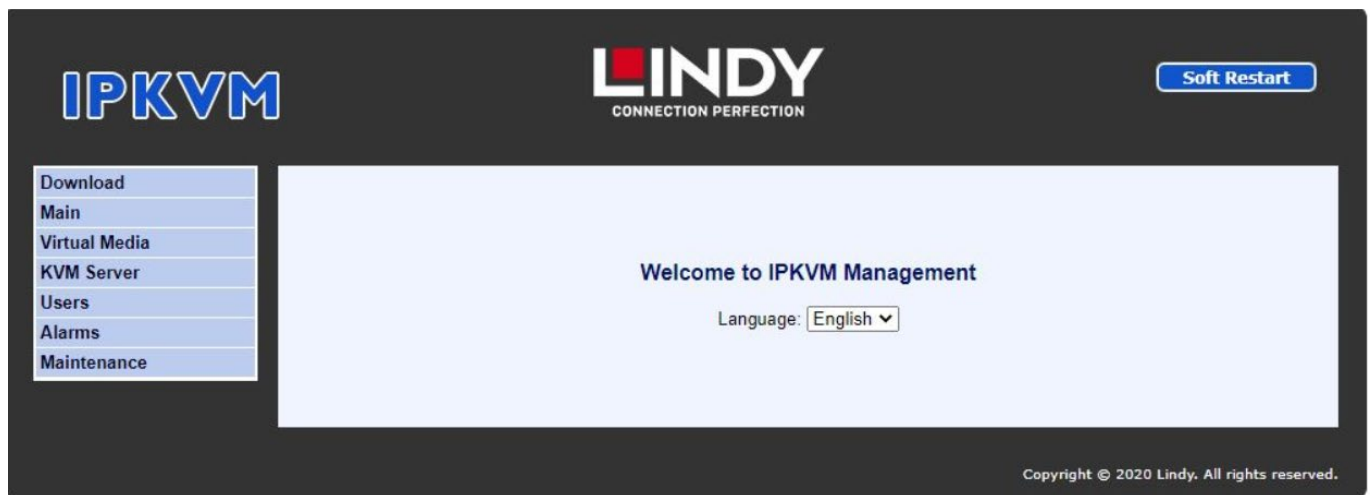 IPKVM
LINDY
CONNECTION PERFECTION
Soft Restart
Download
Main
Virtual Media
KVM Server
Users
Alarms
Maintenance
Welcome to IPKVM Management
Language: English
Copyright © 2020 Lindy. All rights reserved.